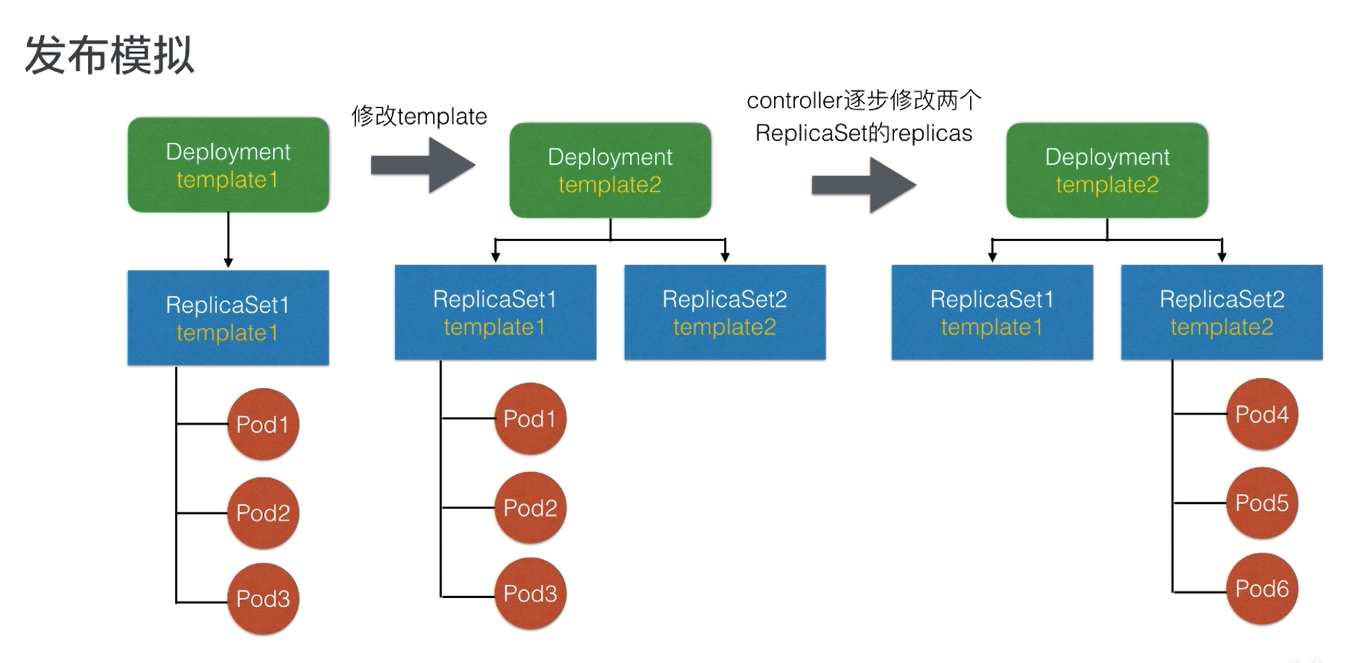 发布模拟
修改template
controller逐步修改两个
ReplicaSet的replicas
Deployment
template1
Deployment
template2
Deployment
template2
ReplicaSet1
template1
ReplicaSet1
template1
ReplicaSet2
template2
ReplicaSet1
template1
ReplicaSet2
template2
Pod1
Pod2
Pod3
Pod1
Pod2
Pod3
Pod4
Pod5
Pod6